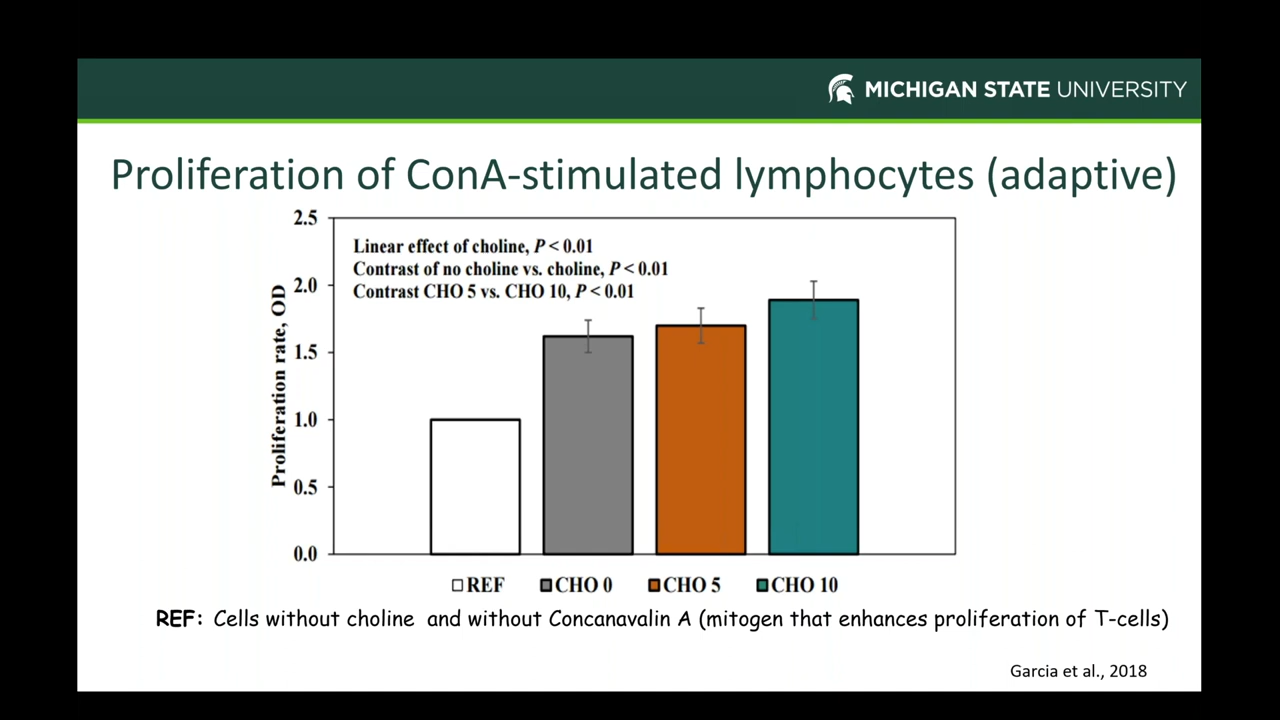 MICHIGAN STATE UNIVERSITY
Proliferation of ConA-stimulated lymphocytes (adaptive)
Proliferation rate, OD
2.5
2.0
1.5
1.0
0.5
0.0
Linear effect of choline, P < 0.01
Contrast of no choline vs. choline, P < 0.01
Contrast CHO 5 vs. CHO 10, P < 0.01
REF CHO 0 CHO 5 CHO 10
REF: Cells without choline and without Concanavalin A (mitogen that enhances proliferation of T-cells)
Garcia et al., 2018